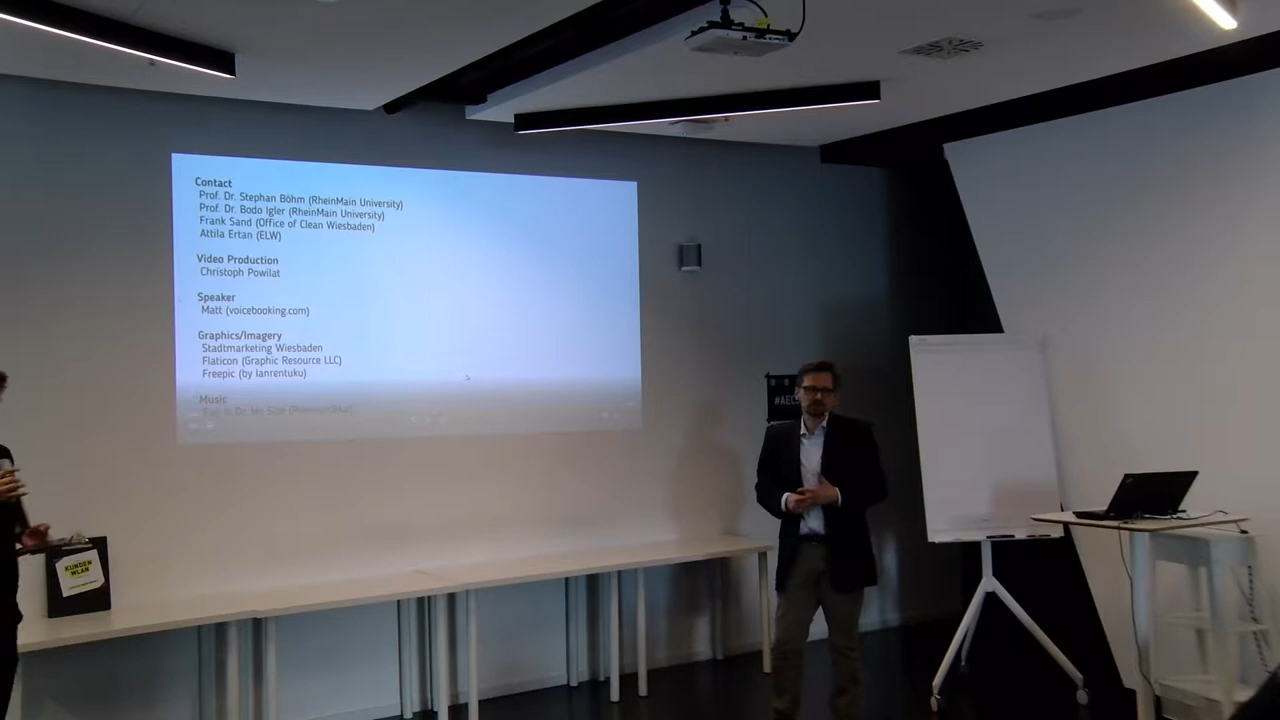 Contact
Prof. Dr. Stephan Böhm (RheinMain University)
Prof. Dr. Bodo Igler (RheinMain University)
Frank Sand (Office of Clean Wiesbaden)
Attila Ertan (ELW)
Video Production
Christoph Powilat
Speaker
Matt (voicebooking.com)
Graphics/Imagery
Stadtmarketing Wiesbaden
Flaticon (Graphic Resource LLC)
Freepic (by Ianrentuku)
Music
#AECS
KUNDEN
WLAN